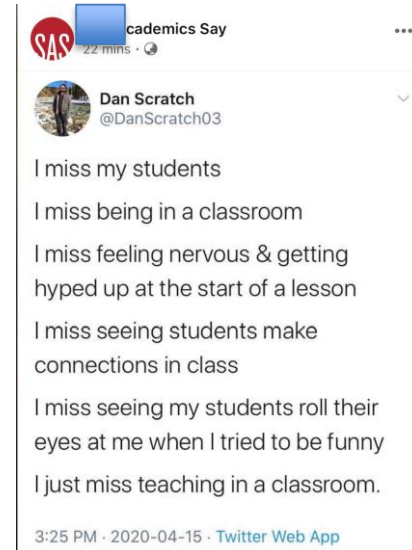 SAS
cademics Say
22 mins ·
Dan Scratch
@DanScratch03
I miss my students
I miss being in a classroom
I miss feeling nervous & getting
hyped up at the start of a lesson
I miss seeing students make
connections in class
I miss seeing my students roll their
eyes at me when I tried to be funny
I just miss teaching in a classroom.
3:25 PM · 2020-04-15 · Twitter Web App